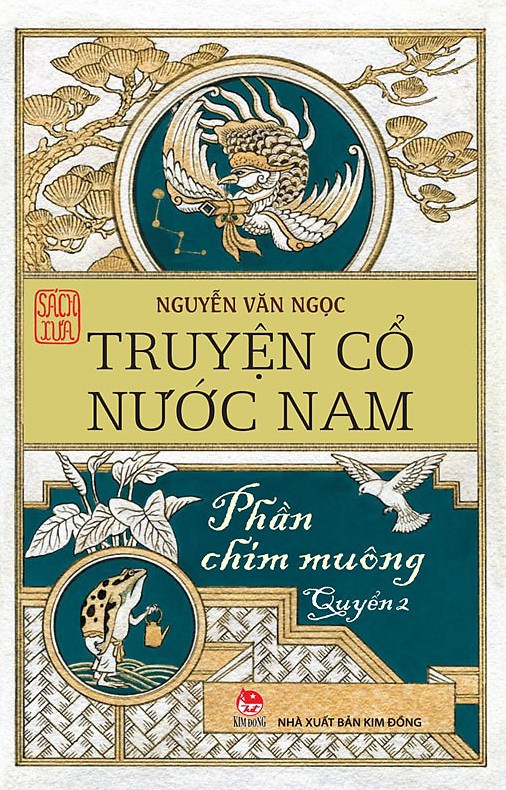 SÁCH
XƯA
NGUYỄN VĂN NGỌC
TRUYỆN CỔ
NƯỚC NAM
Phần
chim muông
Quyển 2
KIM ĐỒNG
NHÀ XUẤT BẢN KIM ĐỒNG